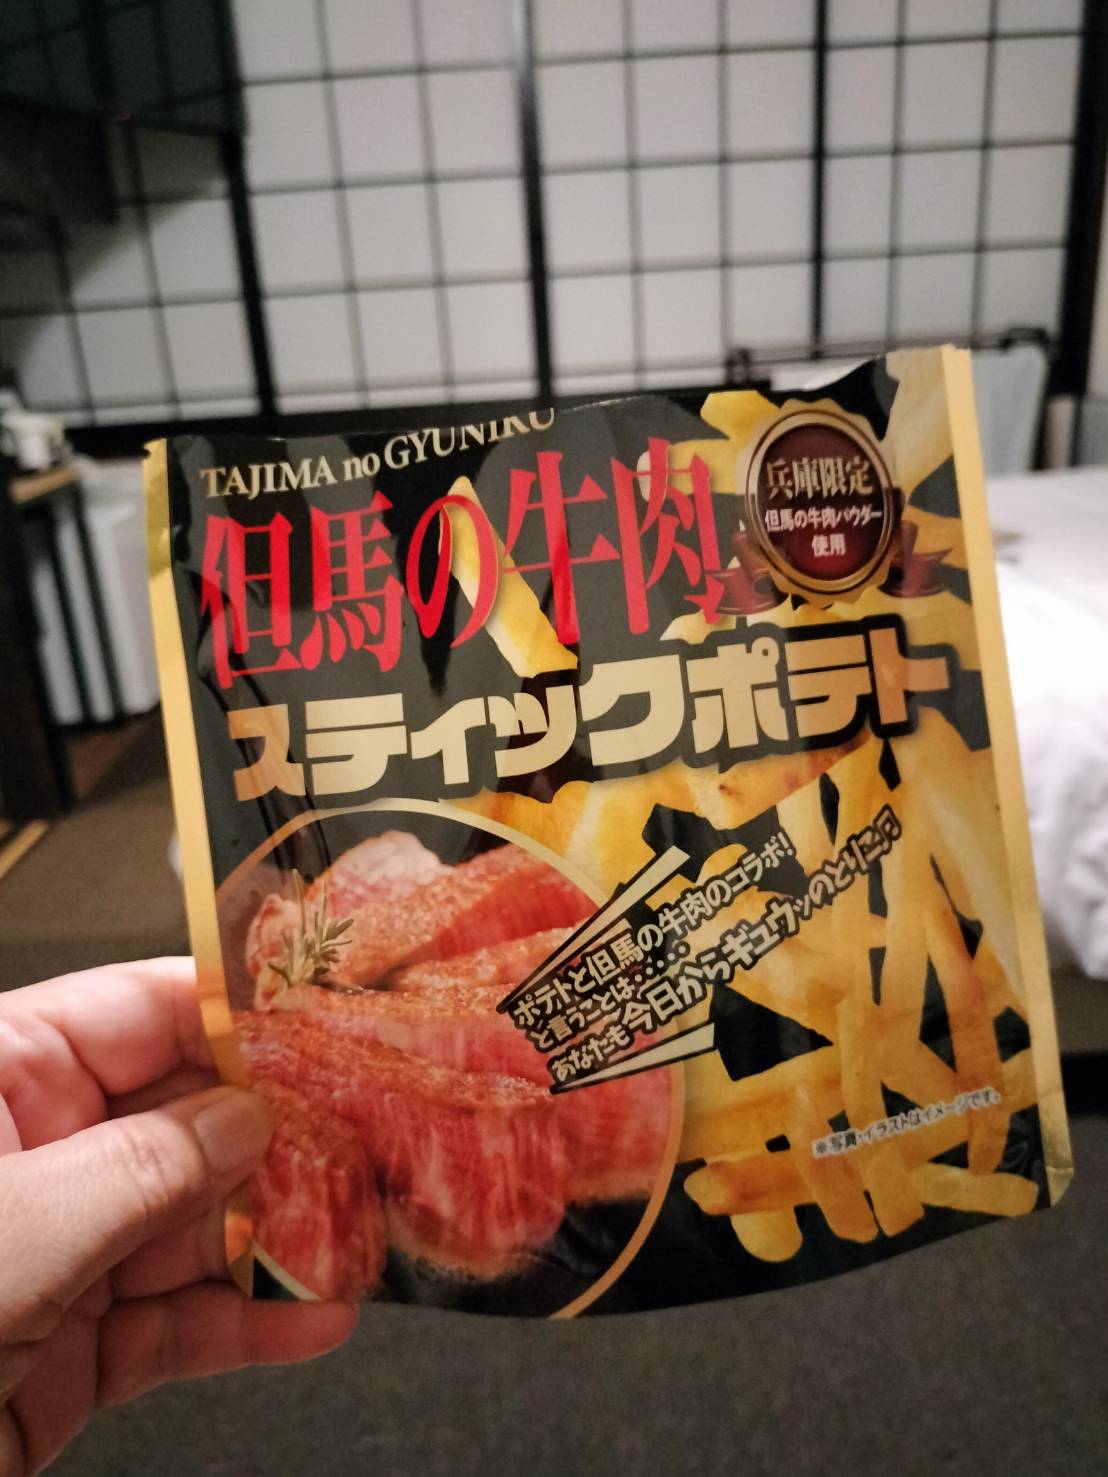 TAJIMA no GYUNIKU
但馬の牛肉
兵庫限定
但馬の牛肉パウダー
使用
スティックポテト
ポテトと但馬の牛肉のコラボ!
と言うことは……
あなたも今日からギュウッのとりこ♫
※写真・イラストはイメージです。